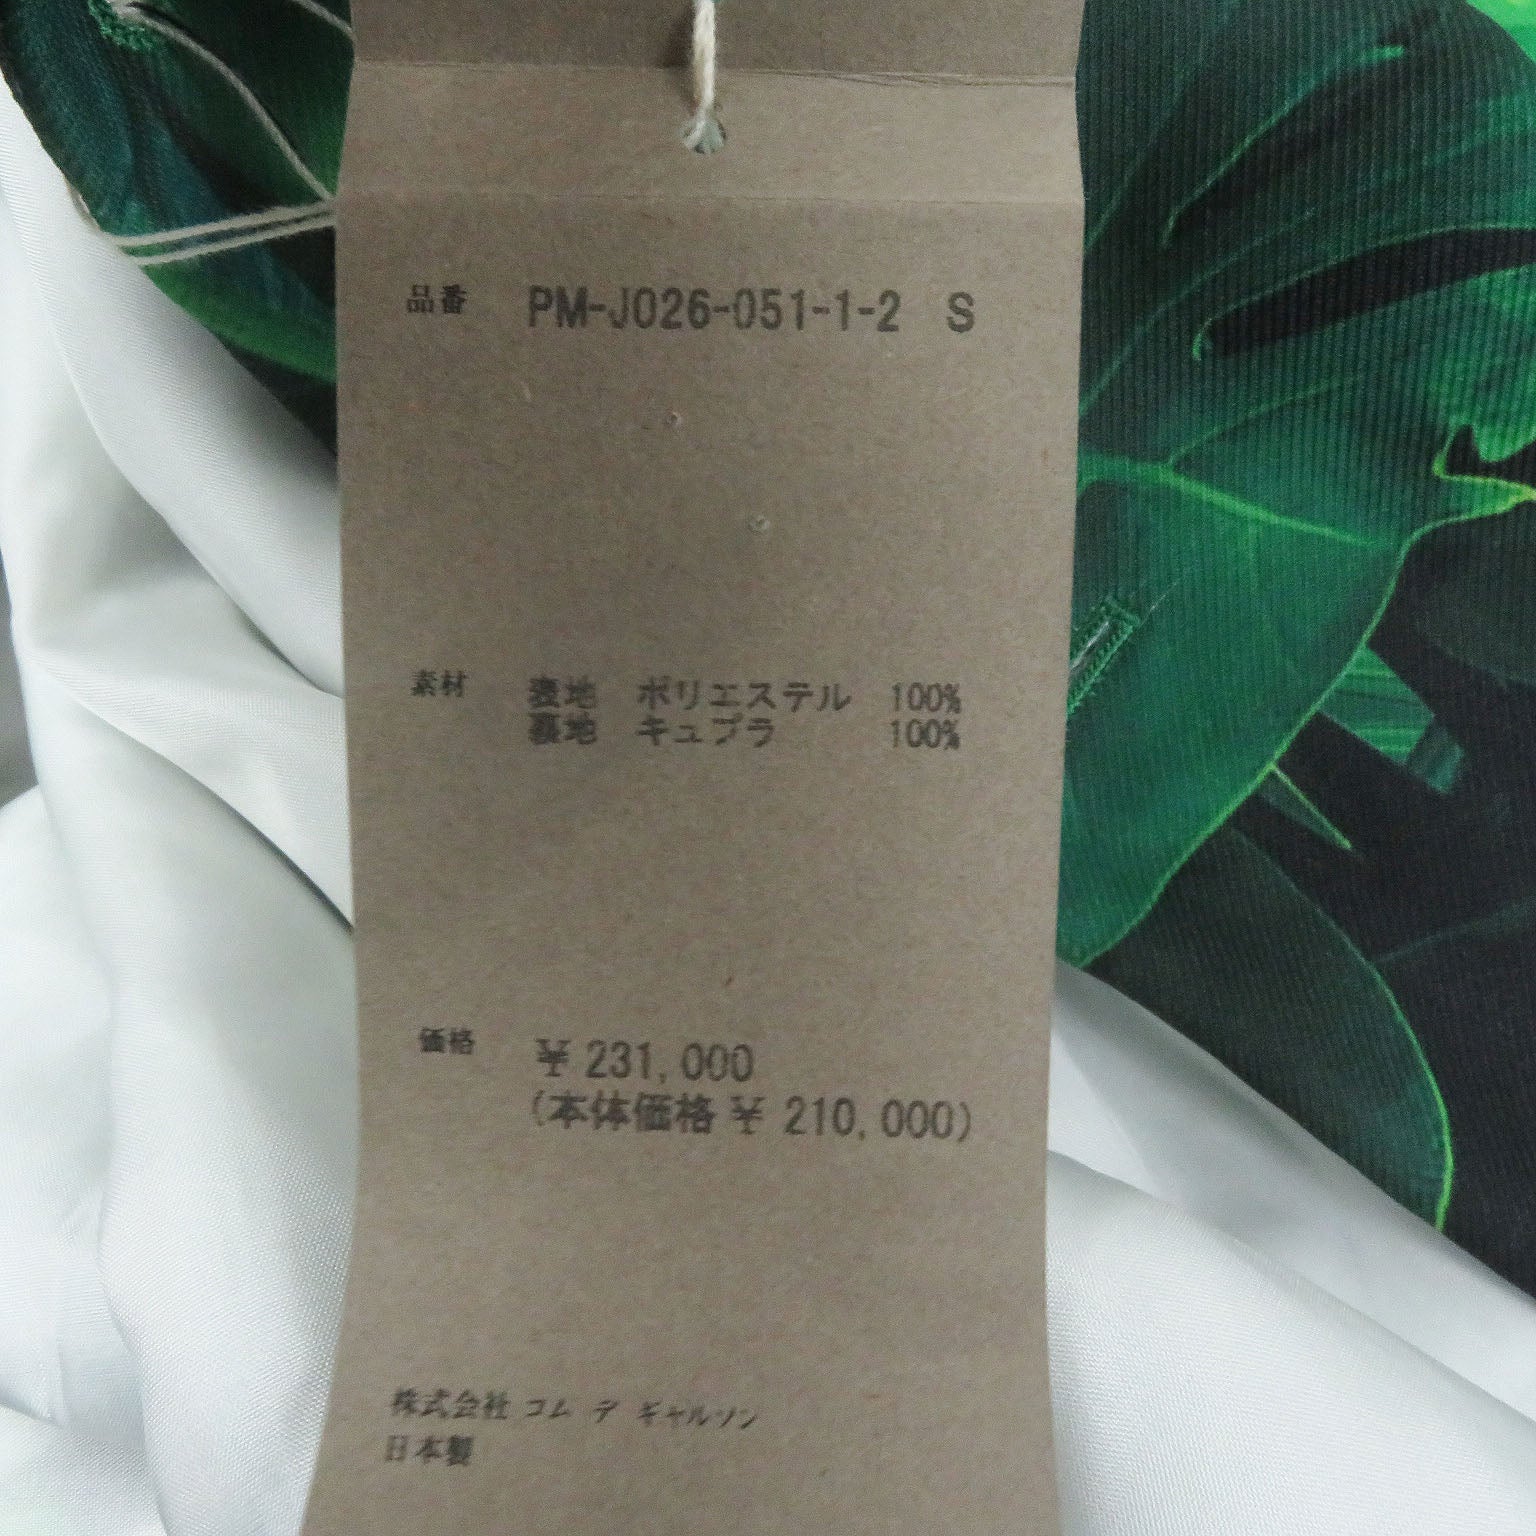 品番 PM-J026-051-1-2 S
素材 表地 ポリエステル 100%
裏地 キュプラ 100%
価格 ¥ 231,000
(本体価格 ¥ 210,000)
株式会社 コム デ ギャルソン
日本製